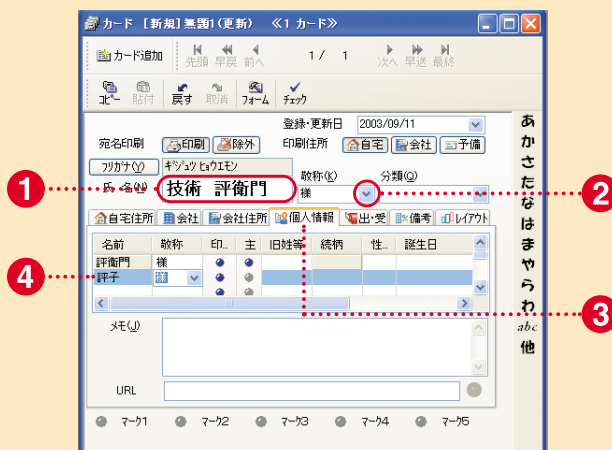 カード [新規]無題1(更新) ≪1 カード≫
カード追加 先頭 早戻 前へ 1 / 1 次へ 早送 最終
コピー 貼付 戻す 取消 フォーム チェック
登録・更新日 2003/09/11
宛名印刷 印刷 除外 印刷住所 自宅 会社 予備
フリガナ(Y) ギジュツ ヒョウエモン
敬称(K) 分類(Q)
1 氏 名(N) 技術 評衛門 様 2
自宅住所 会社 会社住所 個人情報 出・受 備考 レイアウト
名前 敬称 印... 主 旧姓等 続柄 性... 誕生日
評衛門 様
4 評子 様
3
メモ(J)
URL
マーク1 マーク2 マーク3 マーク4 マーク5
あ
か
さ
た
な
は
ま
や
ら
わ
abc
他